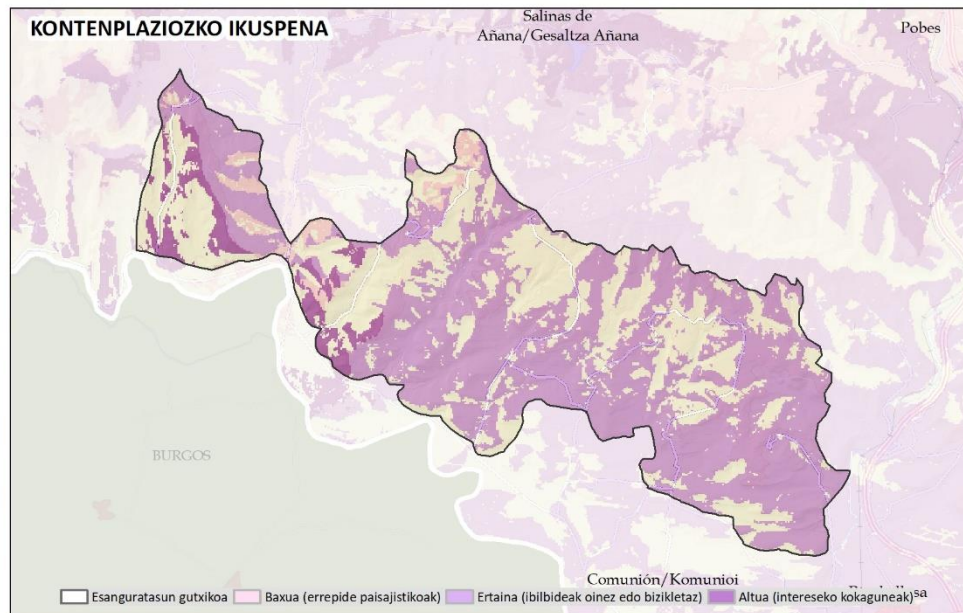 KONTENPLAZIOZKO IKUSPENA
Salinas de
Añana/Gesaltza Añana
Pobes
BURGOS
Comunión/Komunioi
Esanguratasun gutxikoa
Baxua (errepide paisajistikoak)
Ertaina (ibilbideak oinez edo bizikletaz)
Altua (intereseko kokaguneak)